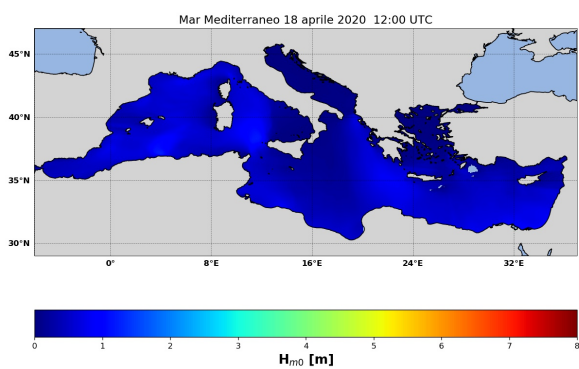 Mar Mediterraneo 18 aprile 2020  12:00 UTC
45°N
40°N
35°N
30°N
0° 8°E 16°E 24°E 32°E
0 1 2 3 4 5 6 7 8
Hm0 [m]